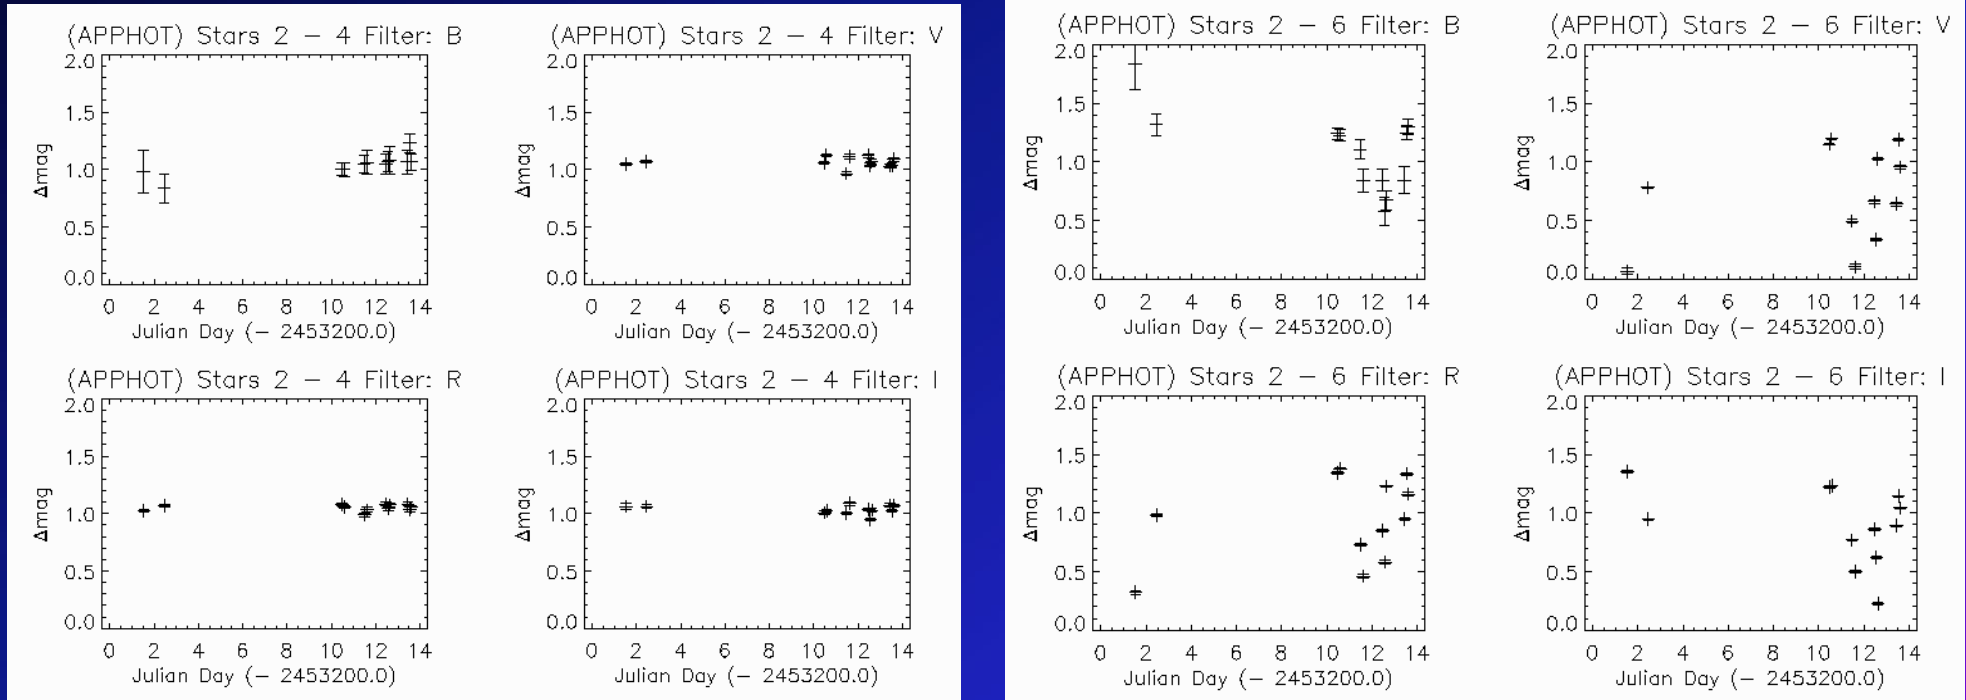 (APPHOT) Stars 2 − 4 Filter: B
2.0
1.5
1.0
0.5
0.0
Δmag
0 2 4 6 8 10 12 14
Julian Day (− 2453200.0)
(APPHOT) Stars 2 − 4 Filter: V
2.0
1.5
1.0
0.5
0.0
Δmag
0 2 4 6 8 10 12 14
Julian Day (− 2453200.0)
(APPHOT) Stars 2 − 4 Filter: R
2.0
1.5
1.0
0.5
0.0
Δmag
0 2 4 6 8 10 12 14
Julian Day (− 2453200.0)
(APPHOT) Stars 2 − 4 Filter: I
2.0
1.5
1.0
0.5
0.0
Δmag
0 2 4 6 8 10 12 14
Julian Day (− 2453200.0)
(APPHOT) Stars 2 − 6 Filter: B
2.0
1.5
1.0
0.5
0.0
Δmag
0 2 4 6 8 10 12 14
Julian Day (− 2453200.0)
(APPHOT) Stars 2 − 6 Filter: V
2.0
1.5
1.0
0.5
0.0
Δmag
0 2 4 6 8 10 12 14
Julian Day (− 2453200.0)
(APPHOT) Stars 2 − 6 Filter: R
2.0
1.5
1.0
0.5
0.0
Δmag
0 2 4 6 8 10 12 14
Julian Day (− 2453200.0)
(APPHOT) Stars 2 − 6 Filter: I
2.0
1.5
1.0
0.5
0.0
Δmag
0 2 4 6 8 10 12 14
Julian Day (− 2453200.0)